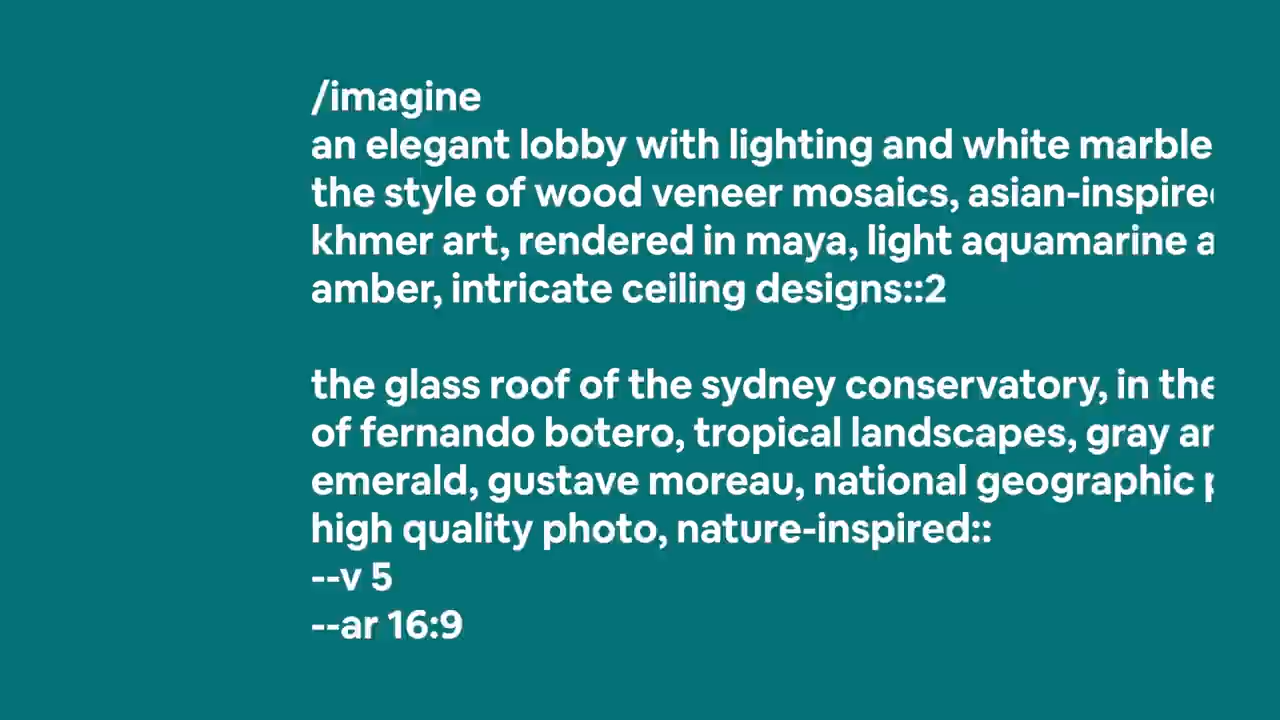 /imagine
an elegant lobby with lighting and white marble
the style of wood veneer mosaics, asian-inspired
khmer art, rendered in maya, light aquamarine a
amber, intricate ceiling designs::2
the glass roof of the sydney conservatory, in the
of fernando botero, tropical landscapes, gray
emerald, gustave moreau, national geographic
high quality photo, nature-inspired::
--v 5
--ar 16:9